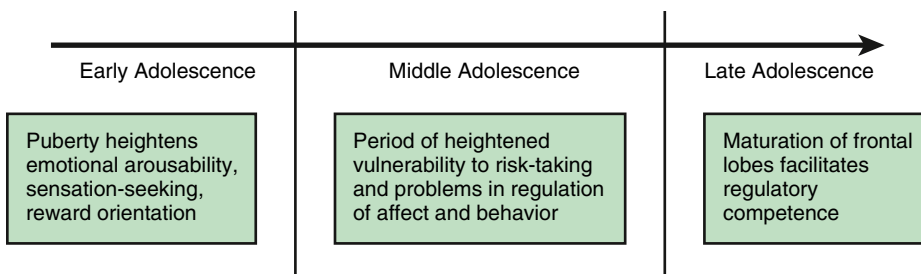 Early Adolescence
Middle Adolescence
Late Adolescence
Puberty heightens
emotional arousability,
sensation-seeking,
reward orientation
Period of heightened
vulnerability to risk-taking
and problems in regulation
of affect and behavior
Maturation of frontal
lobes facilitates
regulatory
competence